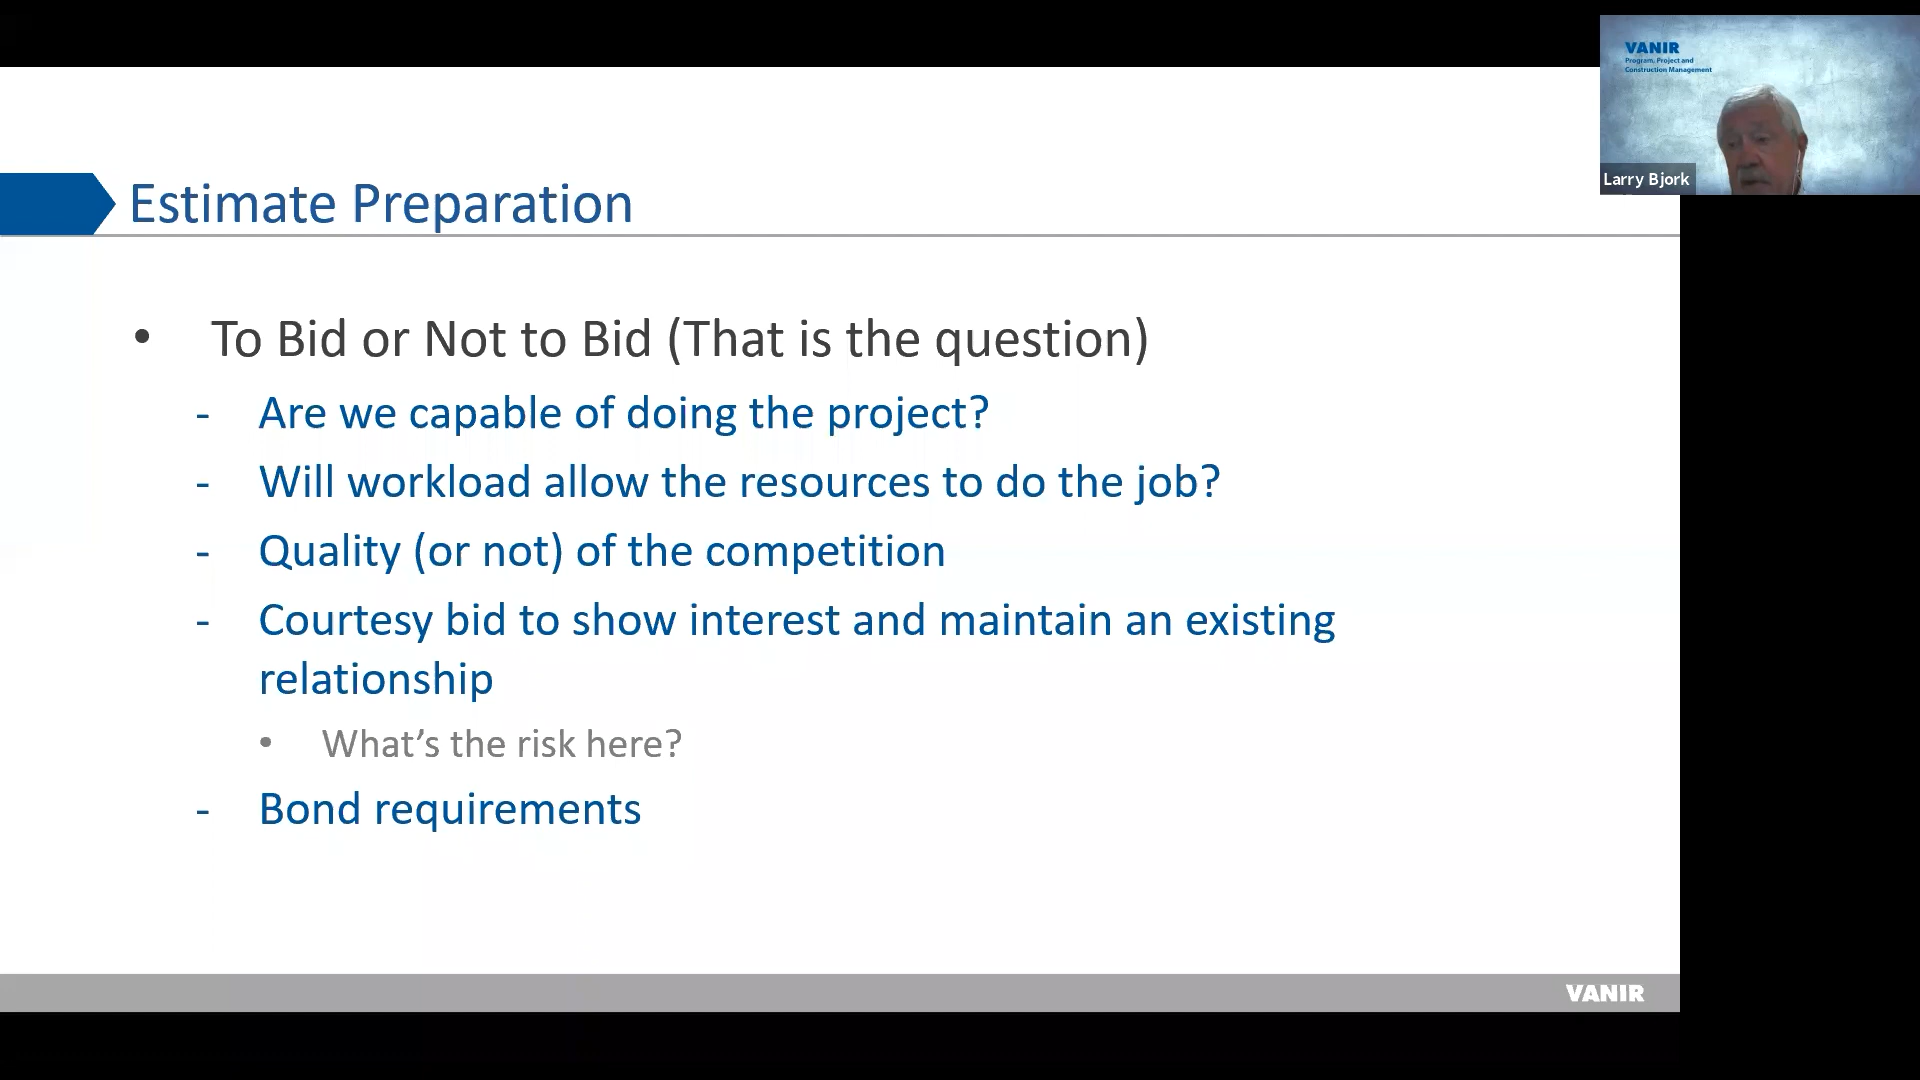 VANIR
Program, Project and
Construction Management
Larry Bjork
Estimate Preparation
• To Bid or Not to Bid (That is the question)
- Are we capable of doing the project?
- Will workload allow the resources to do the job?
- Quality (or not) of the competition
- Courtesy bid to show interest and maintain an existing
relationship
• What's the risk here?
- Bond requirements
VANIR